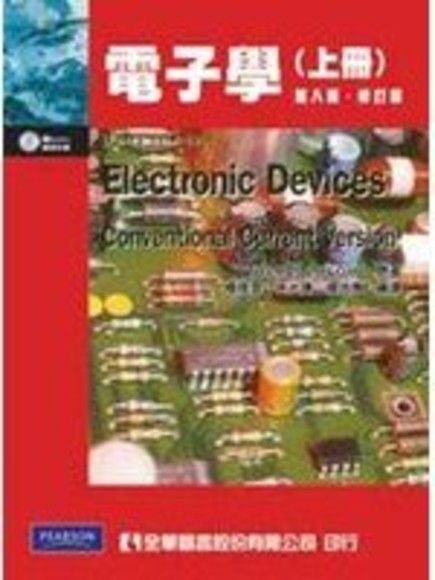 電子學(上冊)
第八版·修訂版
Electronic Devices
Conventional Current Version
PEARSON
全華圖書股份有限公司 印行